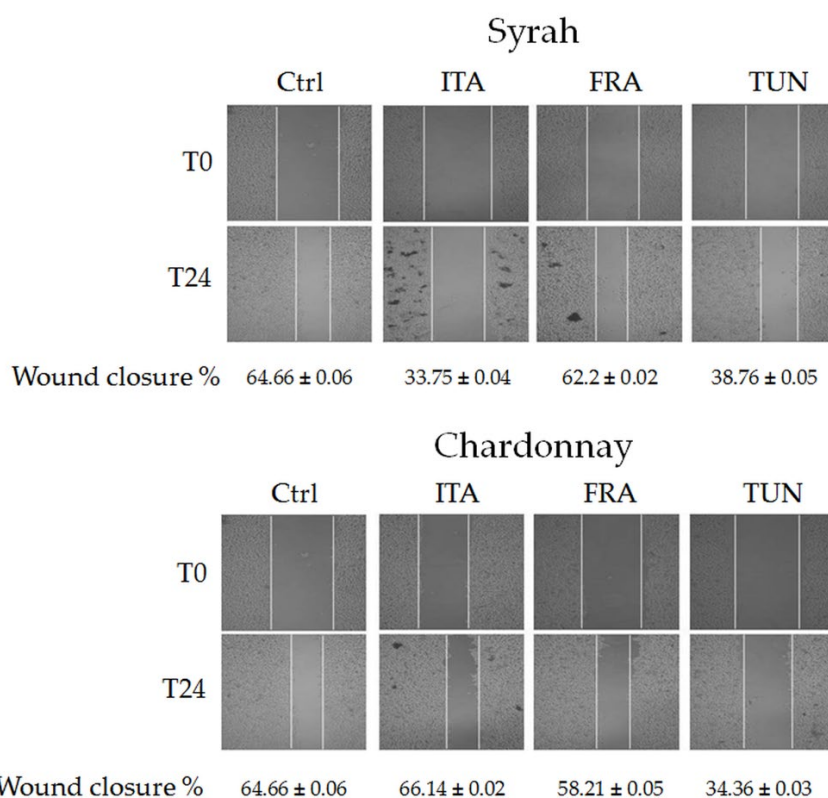 Syrah
Ctrl ITA FRA TUN
T0
T24
Wound closure % 64.66 ± 0.06 33.75 ± 0.04 62.2 ± 0.02 38.76 ± 0.05
Chardonnay
Ctrl ITA FRA TUN
T0
T24
Wound closure % 64.66 ± 0.06 66.14 ± 0.02 58.21 ± 0.05 34.36 ± 0.03